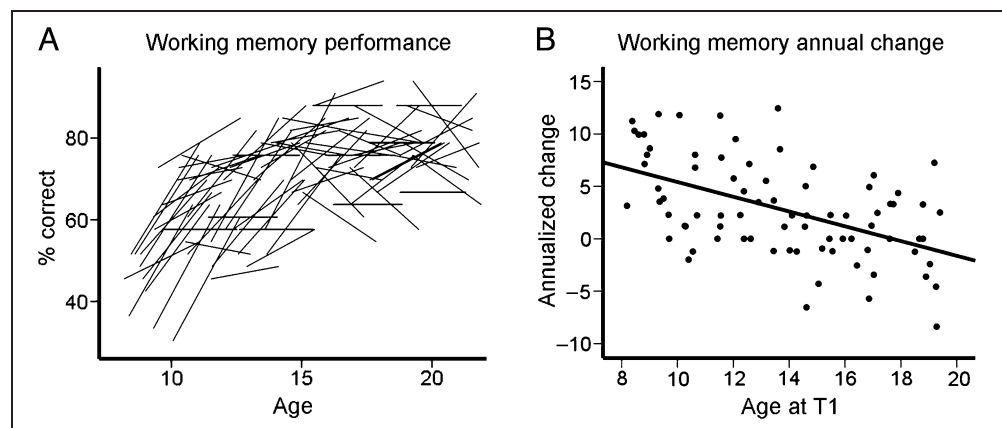 A Working memory performance
80
60
40
% correct
10 15 20
Age
B Working memory annual change
15
10
5
0
−5
−10
Annualized change
8 10 12 14 16 18 20
Age at T1